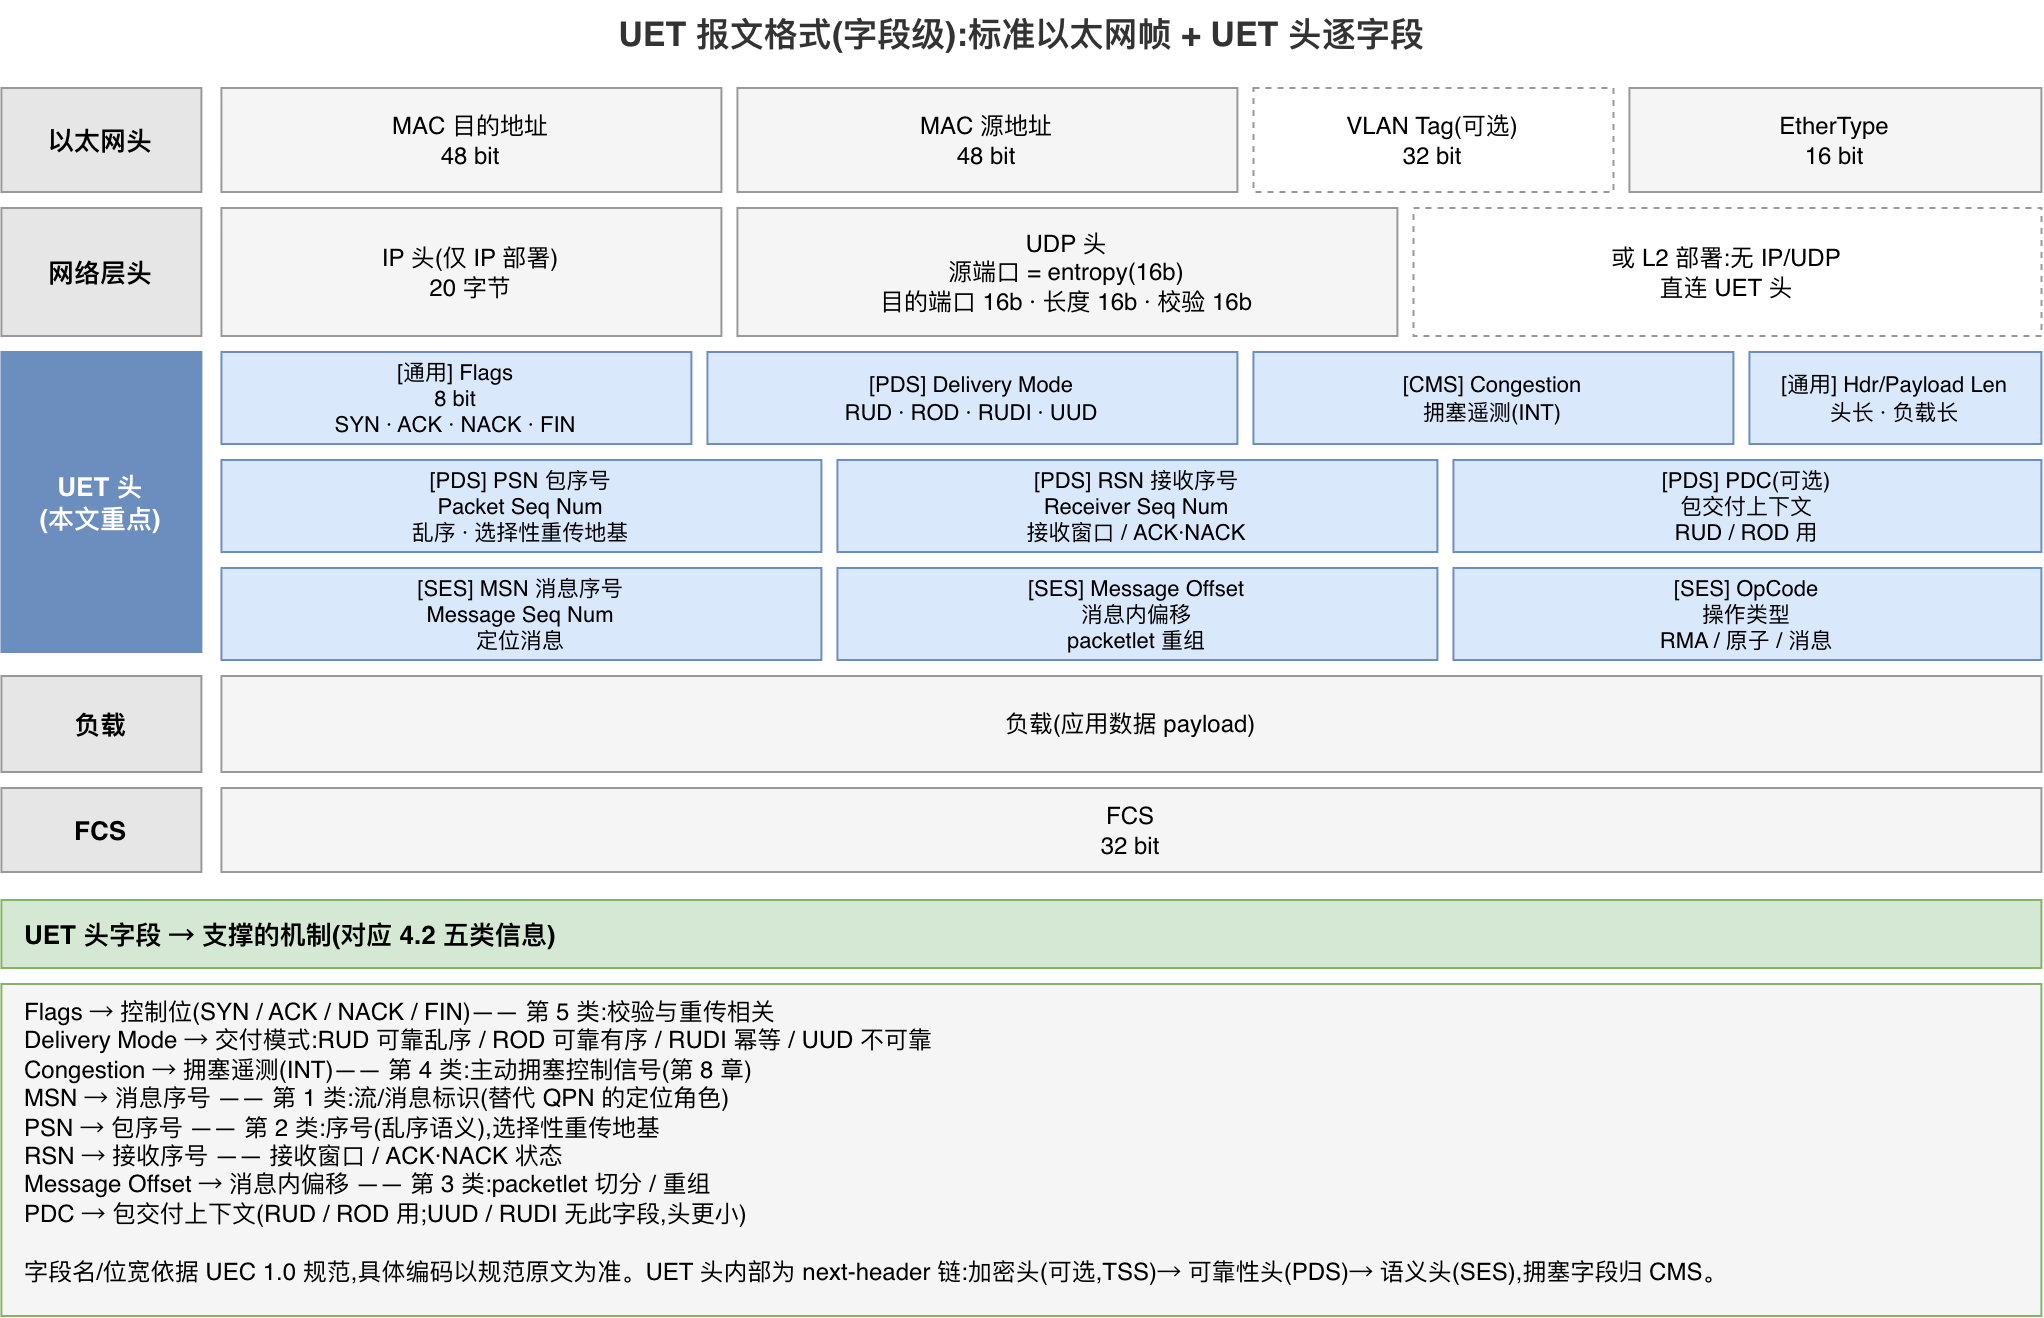 UET 报文格式(字段级):标准以太网帧 + UET 头逐字段
以太网头
MAC 目的地址
48 bit
MAC 源地址
48 bit
VLAN Tag(可选)
32 bit
EtherType
16 bit
网络层头
IP 头(仅 IP 部署)
20 字节
UDP 头
源端口 = entropy(16b)
目的端口 16b · 长度 16b · 校验 16b
或 L2 部署:无 IP/UDP
直连 UET 头
UET 头
(本文重点)
[通用] Flags
8 bit
SYN · ACK · NACK · FIN
[PDS] Delivery Mode
RUD · ROD · RUDI · UUD
[CMS] Congestion
拥塞遥测(INT)
[通用] Hdr/Payload Len
头长 · 负载长
[PDS] PSN 包序号
Packet Seq Num
乱序 · 选择性重传地基
[PDS] RSN 接收序号
Receiver Seq Num
接收窗口 / ACK·NACK
[PDS] PDC(可选)
包交付上下文
RUD / ROD 用
[SES] MSN 消息序号
Message Seq Num
定位消息
[SES] Message Offset
消息内偏移
packetlet 重组
[SES] OpCode
操作类型
RMA / 原子 / 消息
负载
负载(应用数据 payload)
FCS
FCS
32 bit
UET 头字段 → 支撑的机制(对应 4.2 五类信息)
Flags → 控制位(SYN / ACK / NACK / FIN)—— 第 5 类:校验与重传相关
Delivery Mode → 交付模式:RUD 可靠乱序 / ROD 可靠有序 / RUDI 幂等 / UUD 不可靠
Congestion → 拥塞遥测(INT)—— 第 4 类:主动拥塞控制信号(第 8 章)
MSN → 消息序号 —— 第 1 类:流/消息标识(替代 QPN 的定位角色)
PSN → 包序号 —— 第 2 类:序号(乱序语义),选择性重传地基
RSN → 接收序号 —— 接收窗口 / ACK·NACK 状态
Message Offset → 消息内偏移 —— 第 3 类:packetlet 切分 / 重组
PDC → 包交付上下文(RUD / ROD 用;UUD / RUDI 无此字段,头更小)
字段名/位宽依据 UEC 1.0 规范,具体编码以规范原文为准。UET 头内部为 next-header 链:加密头(可选,TSS)→ 可靠性头(PDS)→ 语义头(SES),拥塞字段归 CMS。